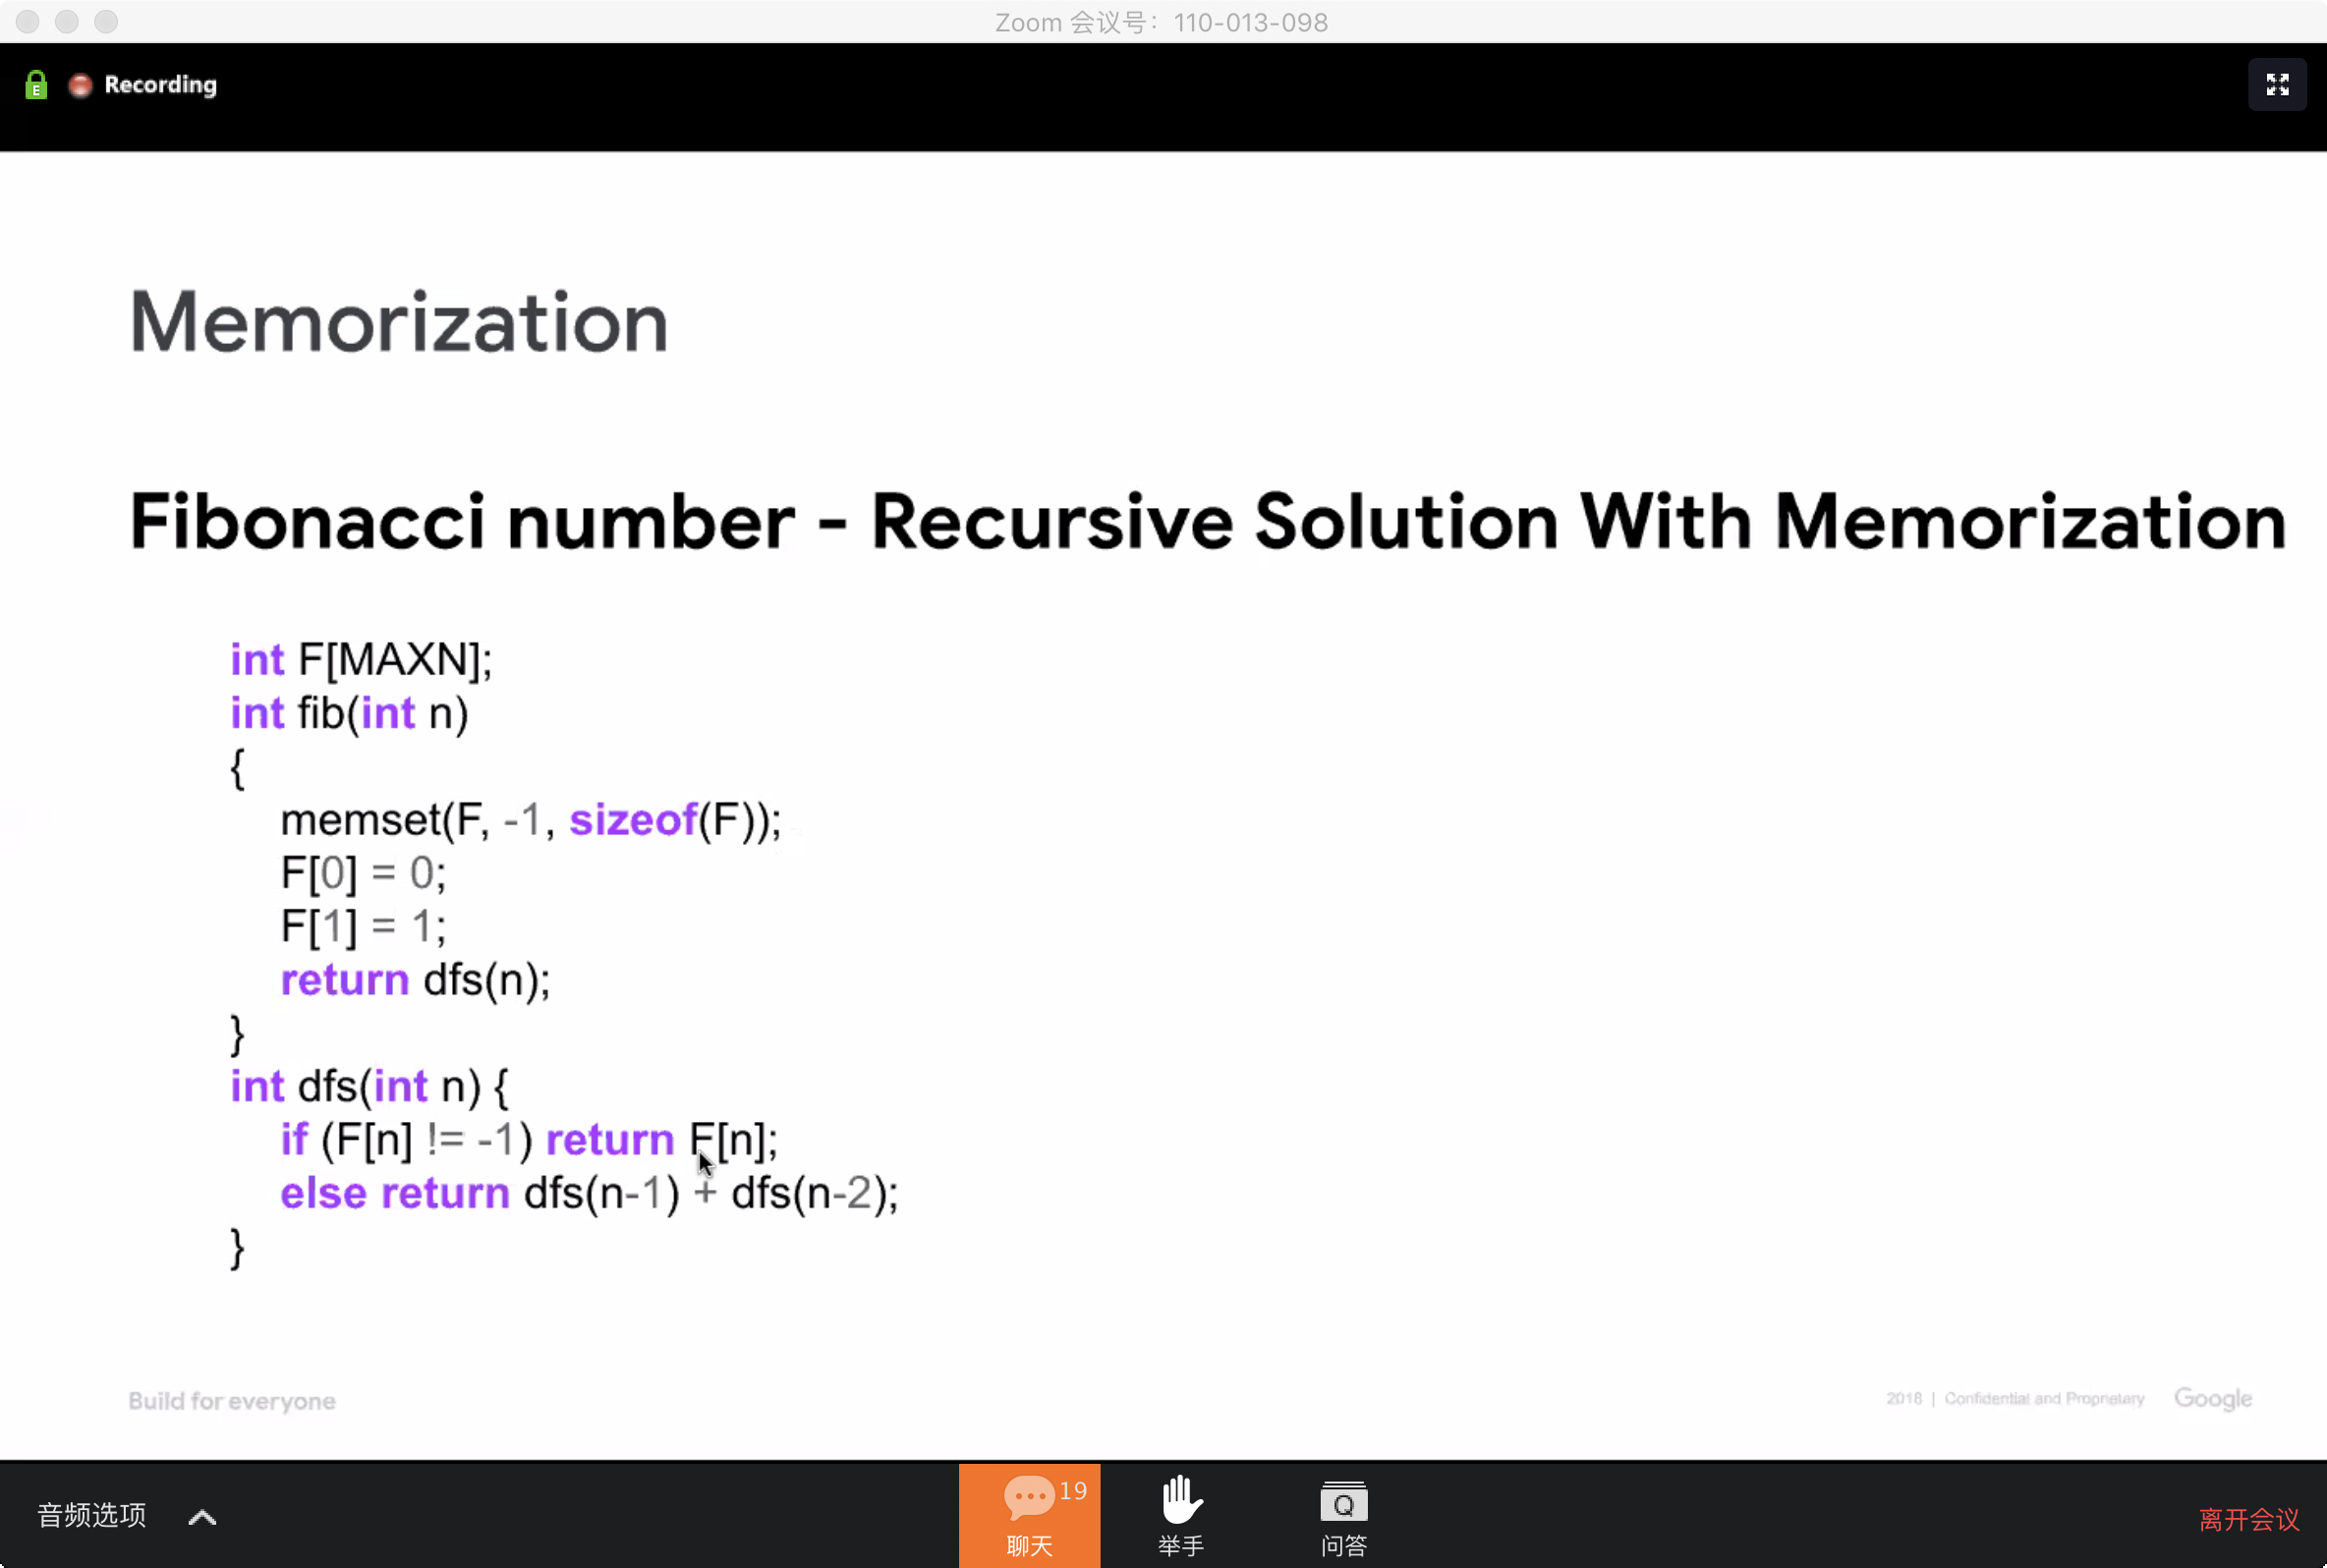 Zoom 会议号：110-013-098
E
Recording
Memorization
Fibonacci number - Recursive Solution With Memorization
int F[MAXN];
int fib(int n)
{
memset(F, -1, sizeof(F));
F[0] = 0;
F[1] = 1;
return dfs(n);
}
int dfs(int n) {
if (F[n] != -1) return F[n];
else return dfs(n-1) + dfs(n-2);
}
Build for everyone
2018 | Confidential and Proprietary Google
音频选项
19
聊天
举手
Q
问答
离开会议